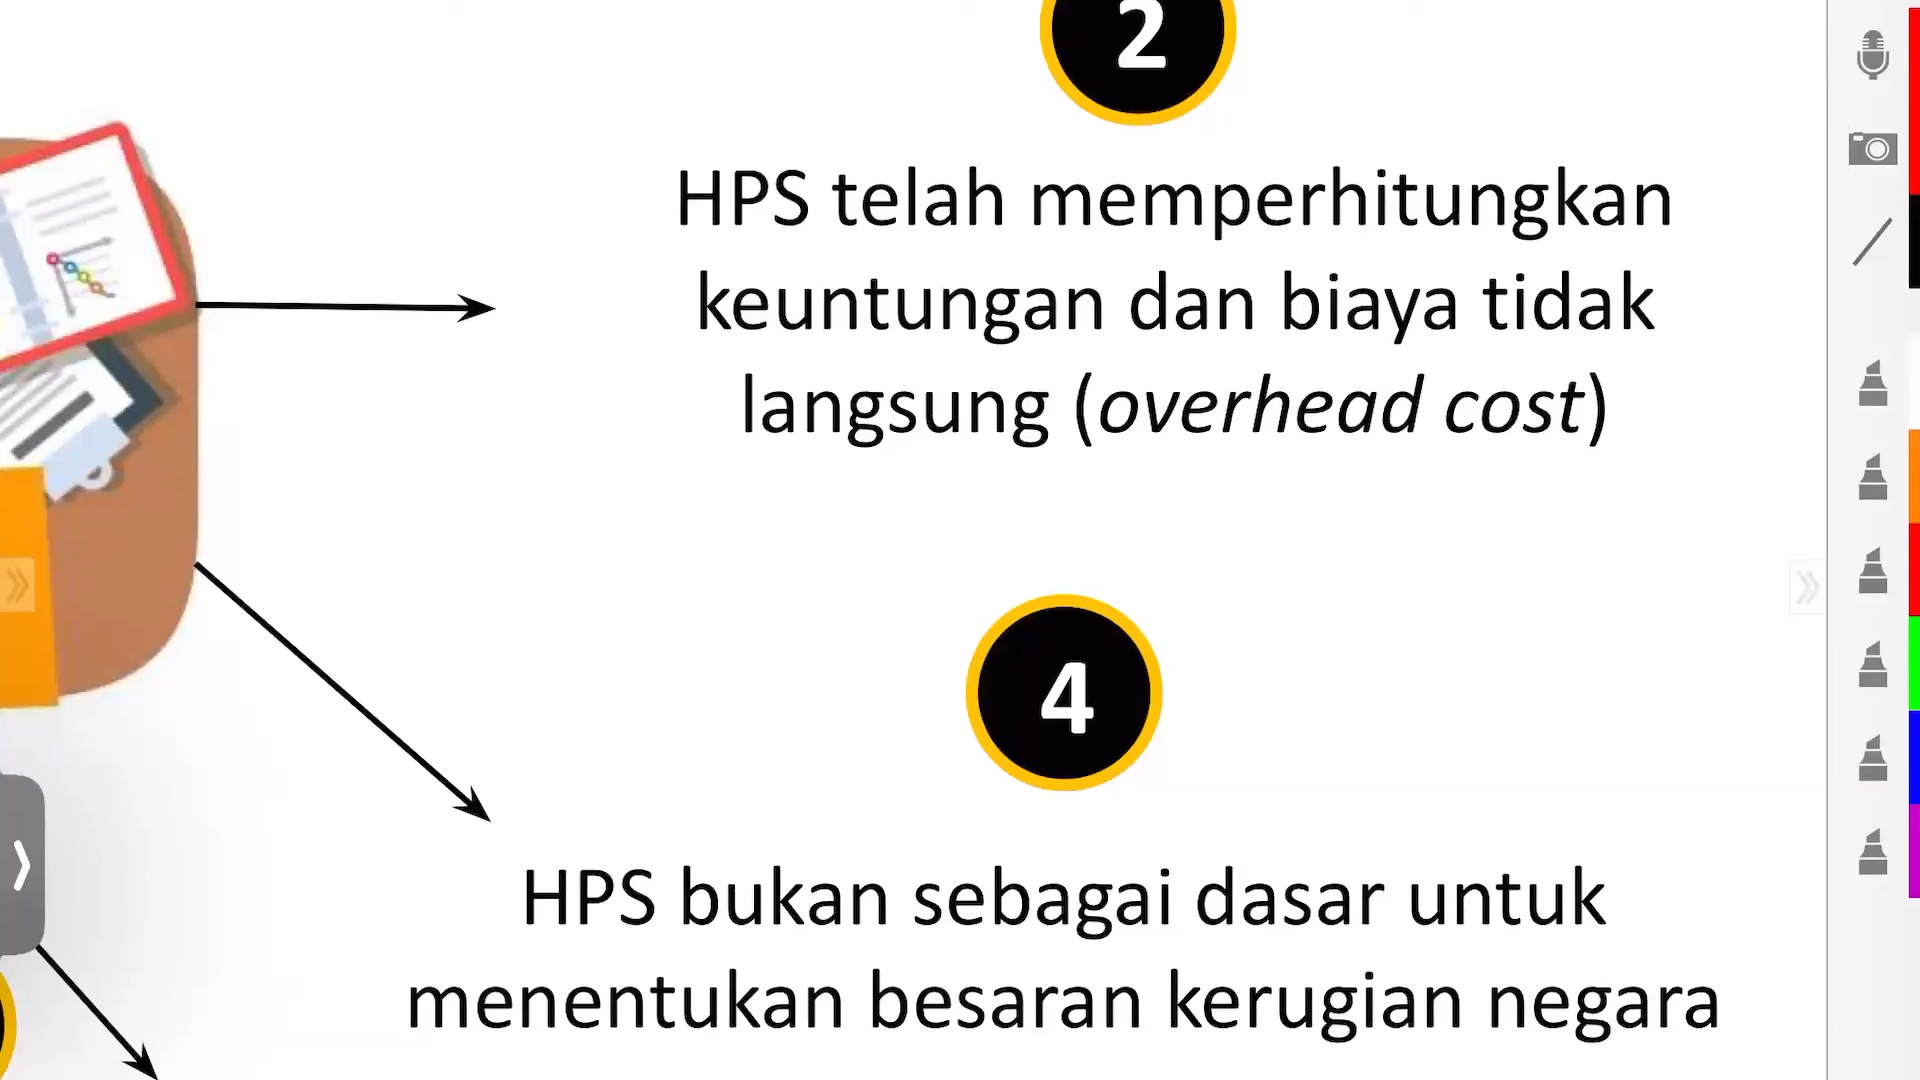 2
HPS telah memperhitungkan
keuntungan dan biaya tidak
langsung (overhead cost)
4
HPS bukan sebagai dasar untuk
menentukan besaran kerugian negara